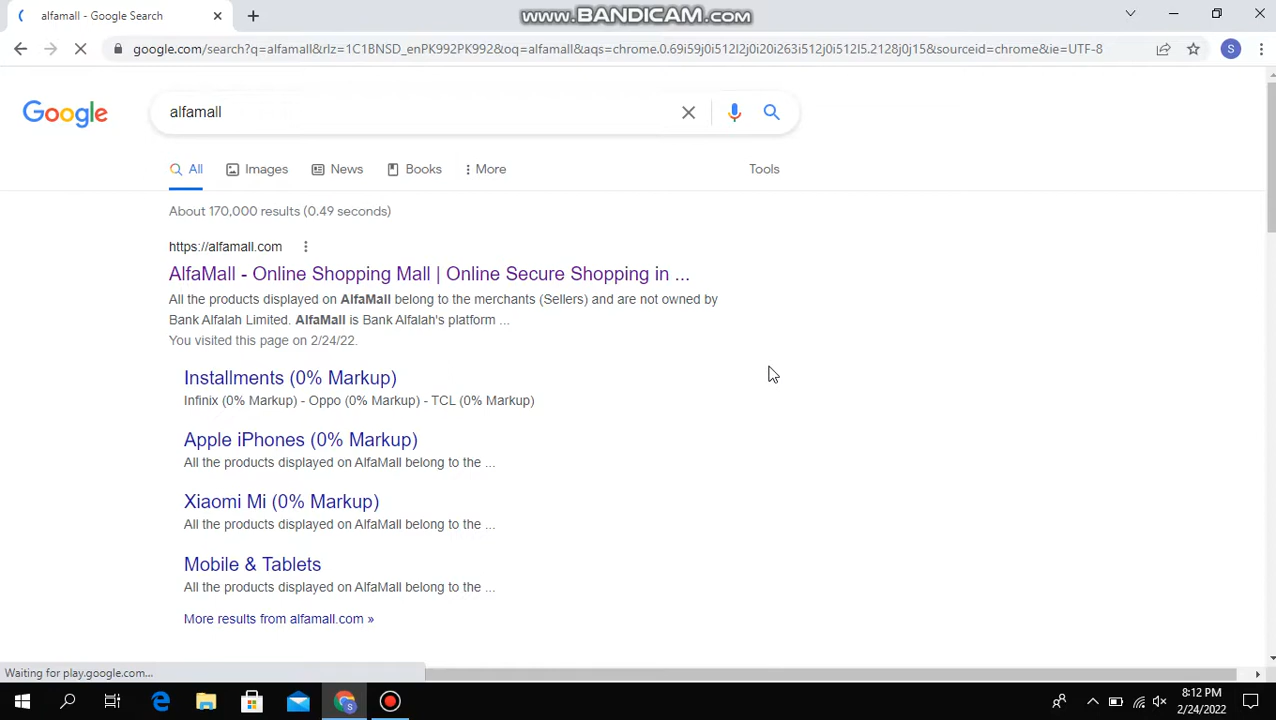 alfamall - Google Search
www.BANDICAM.com
google.com/search?q=alfamall&rlz=1C1BNSD_enPK992PK992&oq=alfamall&aqs=chrome.0.69i59j0i512l2j0i20i263i512j0i512l5.2128j0j15&sourceid=chrome&ie=UTF-8
S
Google
alfamall
All
Images
News
Books
More
Tools
About 170,000 results (0.49 seconds)
https://alfamall.com
AlfaMall - Online Shopping Mall | Online Secure Shopping in ...
All the products displayed on AlfaMall belong to the merchants (Sellers) and are not owned by
Bank Alfalah Limited. AlfaMall is Bank Alfalah's platform ...
You visited this page on 2/24/22.
Installments (0% Markup)
Infinix (0% Markup) - Oppo (0% Markup) - TCL (0% Markup)
Apple iPhones (0% Markup)
All the products displayed on AlfaMall belong to the ...
Xiaomi Mi (0% Markup)
All the products displayed on AlfaMall belong to the ...
Mobile & Tablets
All the products displayed on AlfaMall belong to the ...
More results from alfamall.com »
Waiting for play.google.com...
S
8:12 PM
2/24/2022